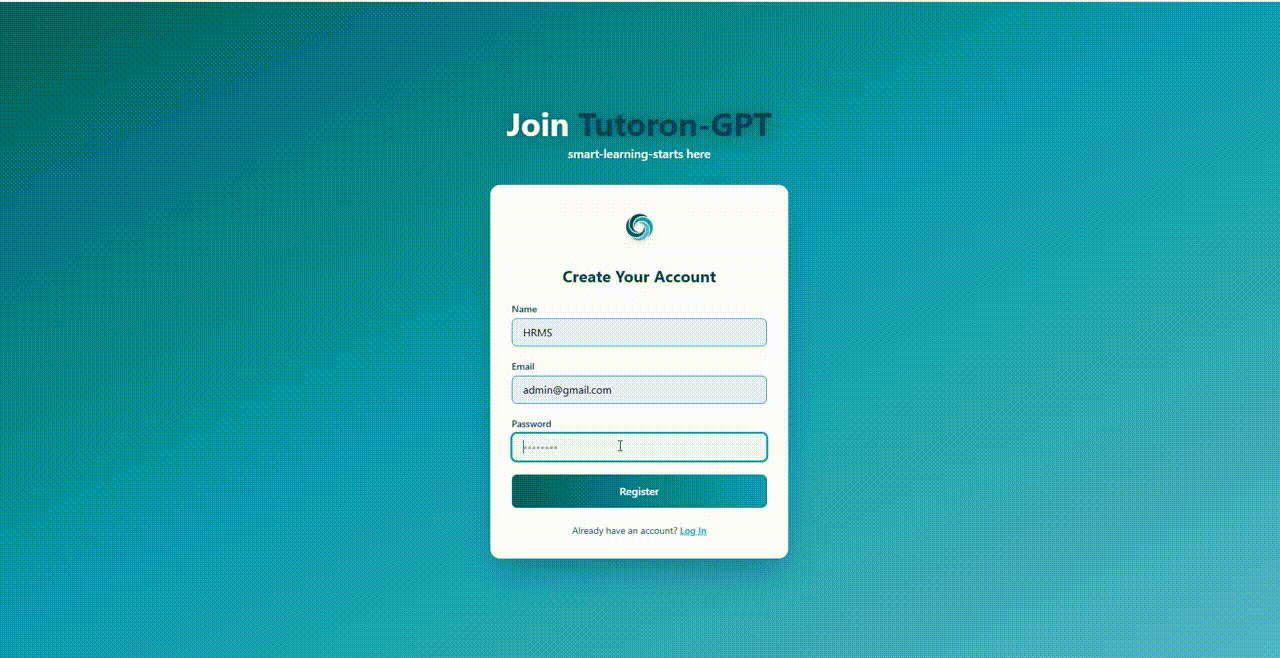 Join Tutoron-GPT
smart-learning-starts here
Create Your Account
Name
HRMS
Email
admin@gmail.com
Password
••••••••
Register
Already have an account? Log In